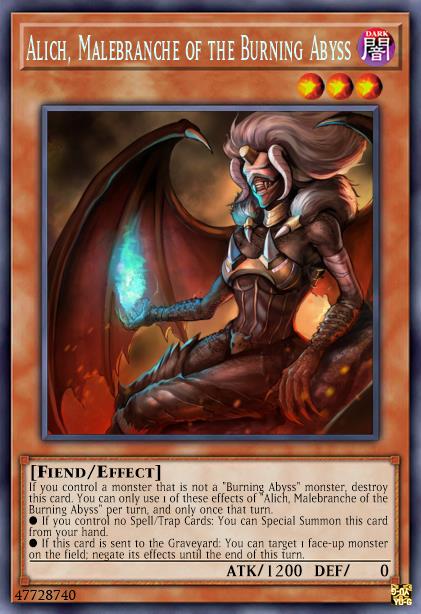 Alich, Malebranche of the Burning Abyss
DARK
闇
[Fiend/Effect]
If you control a monster that is not a "Burning Abyss" monster, destroy
this card. You can only use 1 of these effects of "Alich, Malebranche of the
Burning Abyss" per turn, and only once that turn.
● If you control no Spell/Trap Cards: You can Special Summon this card
from your hand.
● If this card is sent to the Graveyard: You can target 1 face-up monster
on the field; negate its effects until the end of this turn.
ATK/1200 DEF/ 0
47728740